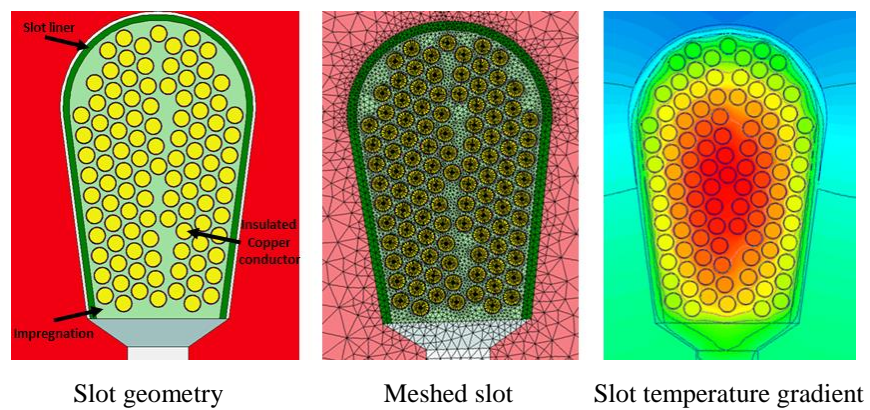 Slot liner
Insulated
Copper
conductor
Impregnation
Slot geometry
Meshed slot
Slot temperature gradient